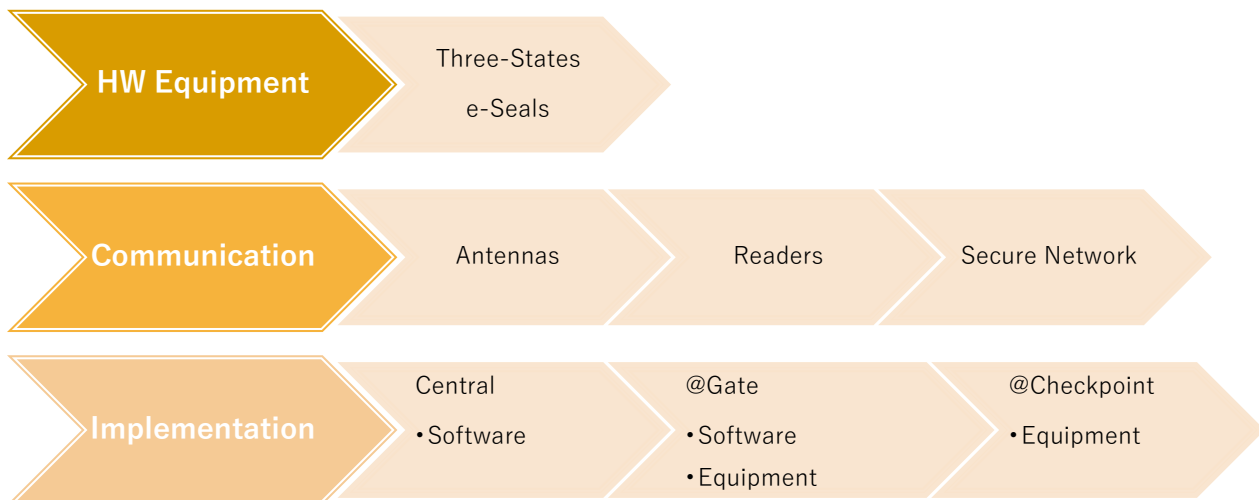 HW Equipment
Three-States
e-Seals
Communication
Antennas
Readers
Secure Network
Implementation
Central
•Software
@Gate
•Software
•Equipment
@Checkpoint
•Equipment